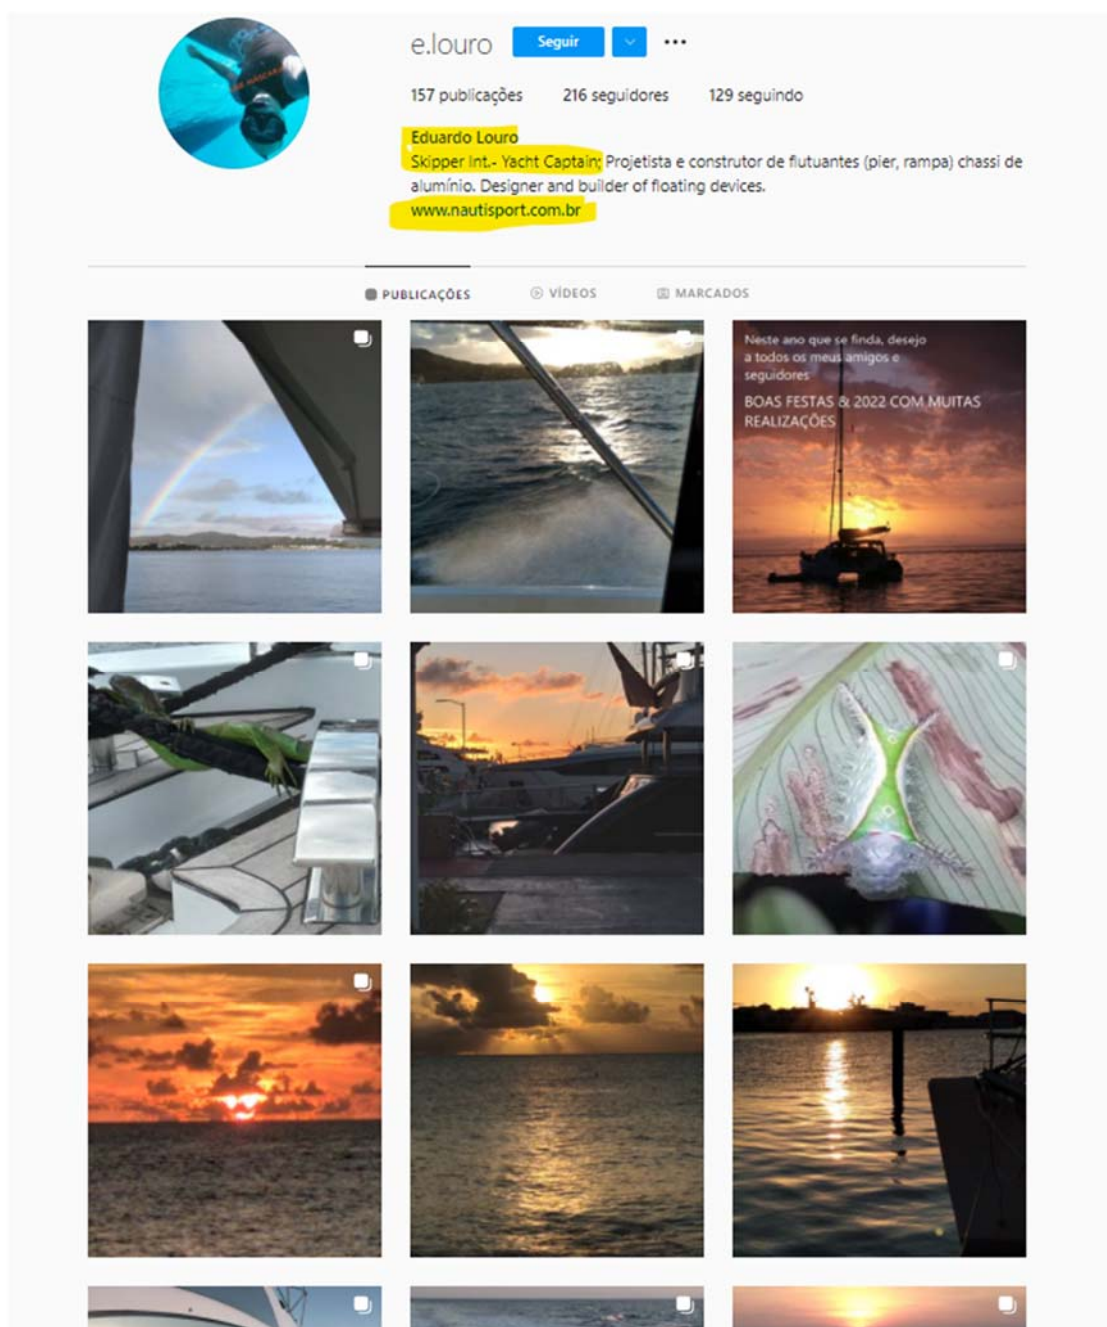 e.louro Seguir
157 publicações 216 seguidores 129 seguindo
Eduardo Louro
Skipper Int.- Yacht Captain; Projetista e construtor de flutuantes (pier, rampa) chassi de
alumínio. Designer and builder of floating devices.
www.nautisport.com.br
PUBLICAÇÕES VÍDEOS MARCADOS
Neste ano que se finda, desejo
a todos os meus amigos e
seguidores
BOAS FESTAS & 2022 COM MUITAS
REALIZAÇÕES